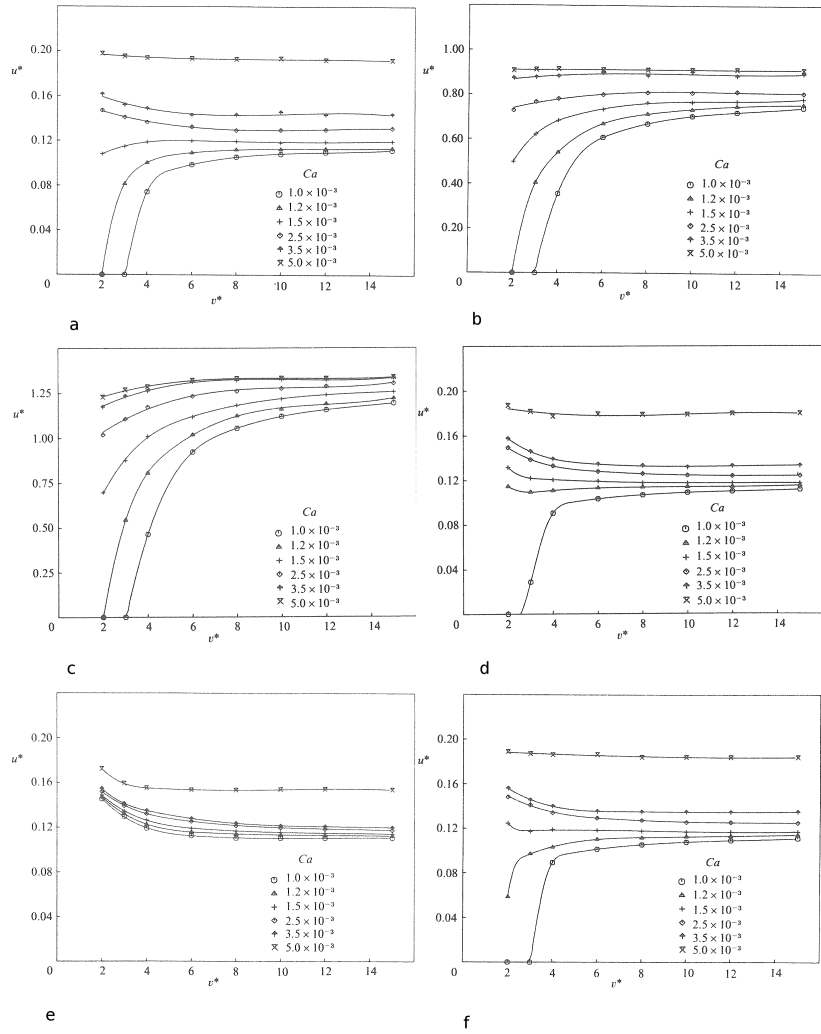 0.20
u*
0.16
0.12
0.08
0.04
0
2 4 6 8 10 12 14
v*
Ca
1.0 × 10⁻³
1.2 × 10⁻³
1.5 × 10⁻³
2.5 × 10⁻³
3.5 × 10⁻³
5.0 × 10⁻³
a
1.00
u*
0.80
0.60
0.40
0.20
0
2 4 6 8 10 12 14
v*
Ca
1.0 × 10⁻³
1.2 × 10⁻³
1.5 × 10⁻³
2.5 × 10⁻³
3.5 × 10⁻³
5.0 × 10⁻³
b
1.25
u*
1.00
0.75
0.50
0.25
0
2 4 6 8 10 12 14
v*
Ca
1.0 × 10⁻³
1.2 × 10⁻³
1.5 × 10⁻³
2.5 × 10⁻³
3.5 × 10⁻³
5.0 × 10⁻³
c
0.20
u*
0.16
0.12
0.08
0.04
0
2 4 6 8 10 12 14
v*
Ca
1.0 × 10⁻³
1.2 × 10⁻³
1.5 × 10⁻³
2.5 × 10⁻³
3.5 × 10⁻³
5.0 × 10⁻³
d
0.20
u*
0.16
0.12
0.08
0.04
0
2 4 6 8 10 12 14
v*
Ca
1.0 × 10⁻³
1.2 × 10⁻³
1.5 × 10⁻³
2.5 × 10⁻³
3.5 × 10⁻³
5.0 × 10⁻³
e
0.20
u*
0.16
0.12
0.08
0.04
0
2 4 6 8 10 12 14
v*
Ca
1.0 × 10⁻³
1.2 × 10⁻³
1.5 × 10⁻³
2.5 × 10⁻³
3.5 × 10⁻³
5.0 × 10⁻³
f